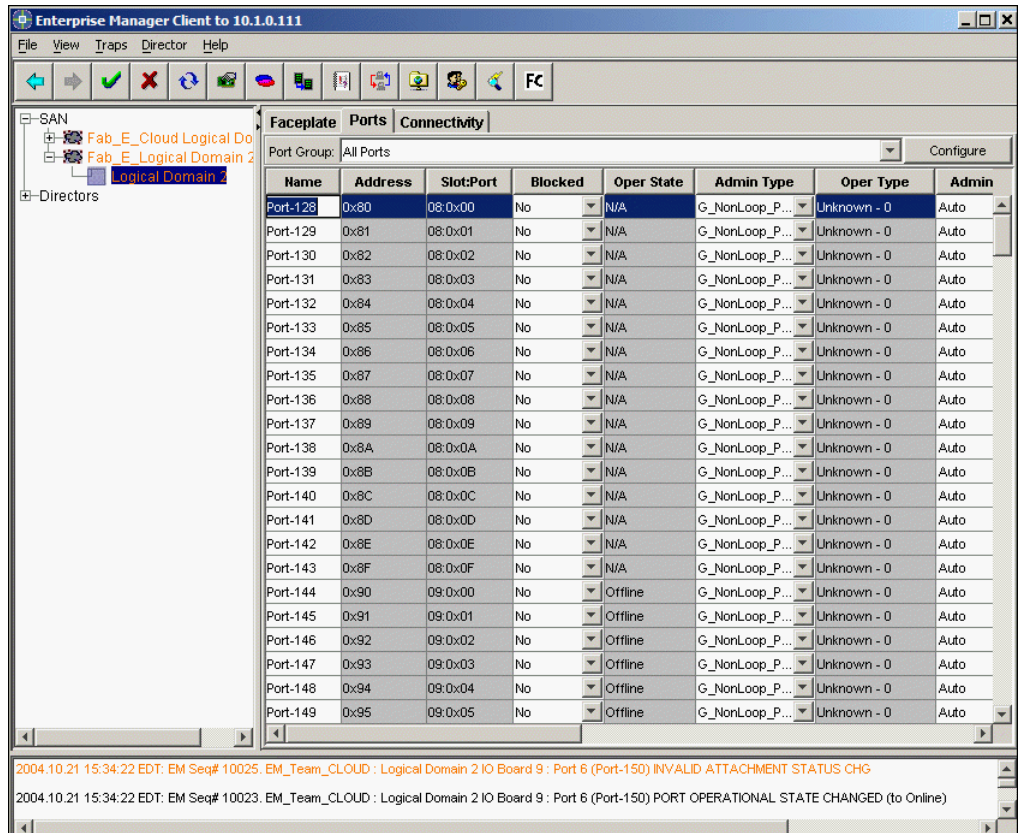 Enterprise Manager Client to 10.1.0.111
File View Traps Director Help
FC
SAN
Fab_E_Cloud Logical Do
Fab_E_Logical Domain 2
Logical Domain 2
Directors
Faceplate Ports Connectivity
Port Group: All Ports Configure
Name Address Slot:Port Blocked Oper State Admin Type Oper Type Admin
Port-128 0x80 08:0x00 No N/A G_NonLoop_P... Unknown - 0 Auto
Port-129 0x81 08:0x01 No N/A G_NonLoop_P... Unknown - 0 Auto
Port-130 0x82 08:0x02 No N/A G_NonLoop_P... Unknown - 0 Auto
Port-131 0x83 08:0x03 No N/A G_NonLoop_P... Unknown - 0 Auto
Port-132 0x84 08:0x04 No N/A G_NonLoop_P... Unknown - 0 Auto
Port-133 0x85 08:0x05 No N/A G_NonLoop_P... Unknown - 0 Auto
Port-134 0x86 08:0x06 No N/A G_NonLoop_P... Unknown - 0 Auto
Port-135 0x87 08:0x07 No N/A G_NonLoop_P... Unknown - 0 Auto
Port-136 0x88 08:0x08 No N/A G_NonLoop_P... Unknown - 0 Auto
Port-137 0x89 08:0x09 No N/A G_NonLoop_P... Unknown - 0 Auto
Port-138 0x8A 08:0x0A No N/A G_NonLoop_P... Unknown - 0 Auto
Port-139 0x8B 08:0x0B No N/A G_NonLoop_P... Unknown - 0 Auto
Port-140 0x8C 08:0x0C No N/A G_NonLoop_P... Unknown - 0 Auto
Port-141 0x8D 08:0x0D No N/A G_NonLoop_P... Unknown - 0 Auto
Port-142 0x8E 08:0x0E No N/A G_NonLoop_P... Unknown - 0 Auto
Port-143 0x8F 08:0x0F No N/A G_NonLoop_P... Unknown - 0 Auto
Port-144 0x90 09:0x00 No Offline G_NonLoop_P... Unknown - 0 Auto
Port-145 0x91 09:0x01 No Offline G_NonLoop_P... Unknown - 0 Auto
Port-146 0x92 09:0x02 No Offline G_NonLoop_P... Unknown - 0 Auto
Port-147 0x93 09:0x03 No Offline G_NonLoop_P... Unknown - 0 Auto
Port-148 0x94 09:0x04 No Offline G_NonLoop_P... Unknown - 0 Auto
Port-149 0x95 09:0x05 No Offline G_NonLoop_P... Unknown - 0 Auto
2004.10.21 15:34:22 EDT: EM Seq# 10025. EM_Team_CLOUD : Logical Domain 2 IO Board 9 : Port 6 (Port-150) INVALID ATTACHMENT STATUS CHG
2004.10.21 15:34:22 EDT: EM Seq# 10023. EM_Team_CLOUD : Logical Domain 2 IO Board 9 : Port 6 (Port-150) PORT OPERATIONAL STATE CHANGED (to Online)